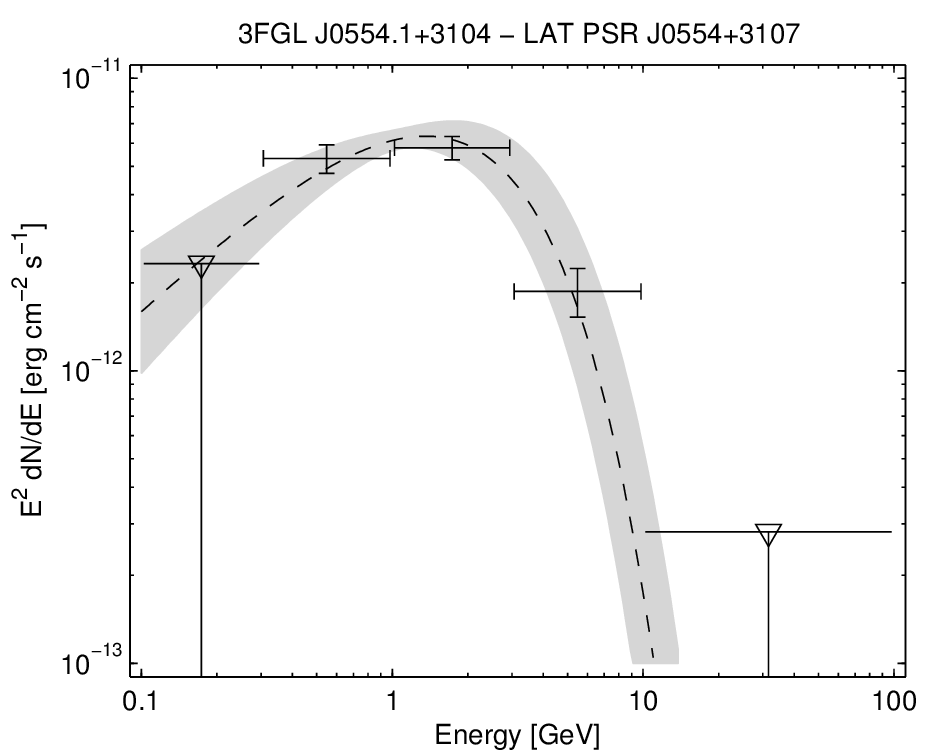 3FGL J0554.1+3104 − LAT PSR J0554+3107
10⁻¹¹
10⁻¹²
10⁻¹³
E² dN/dE [erg cm⁻² s⁻¹]
0.1 1 10 100
Energy [GeV]